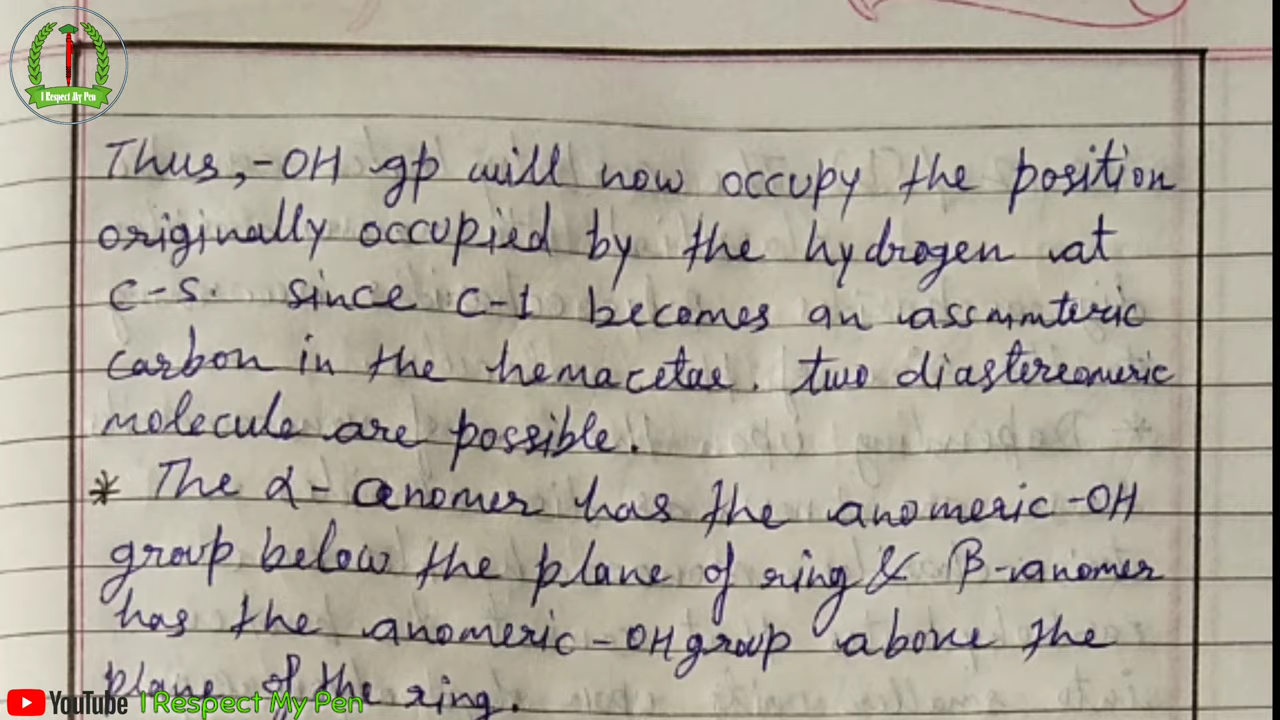 I Respect My Pen
Thus, -OH gp will now occupy the position
originally occupied by the hydrogen at
C-5. since C-1 becomes an assmmteric
carbon in the hemacetae. two diastereomeric
molecule are possible.
* The α- anomer has the anomeric -OH
group below the plane of ring & β-anomer
has the anomeric -OH group above the
plane of the ring.
YouTube I Respect My Pen